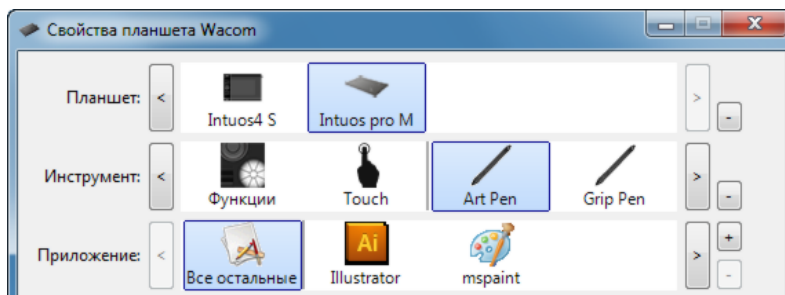 Свойства планшета Wacom
Планшет: < Intuos4 S Intuos pro M > -
Инструмент: < Функции Touch Art Pen Grip Pen > -
Приложение: < Все остальные Ai Illustrator mspaint > + -